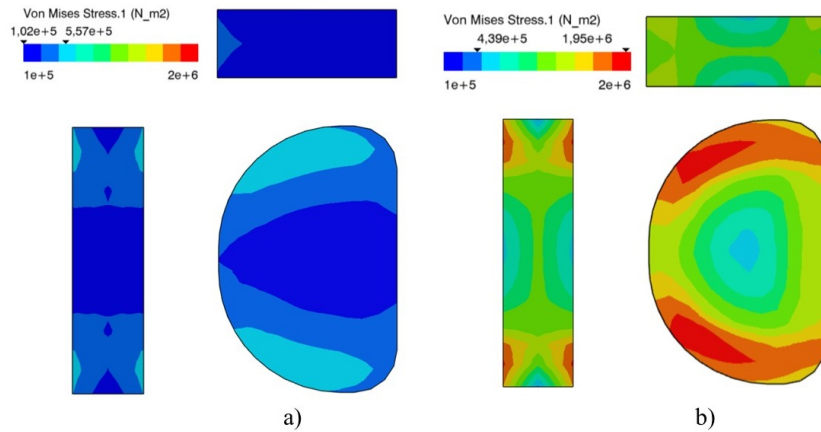 Von Mises Stress.1 (N_m2)
1,02e+5 5,57e+5
1e+5 2e+6
a)
Von Mises Stress.1 (N_m2)
4,39e+5 1,95e+6
1e+5 2e+6
b)